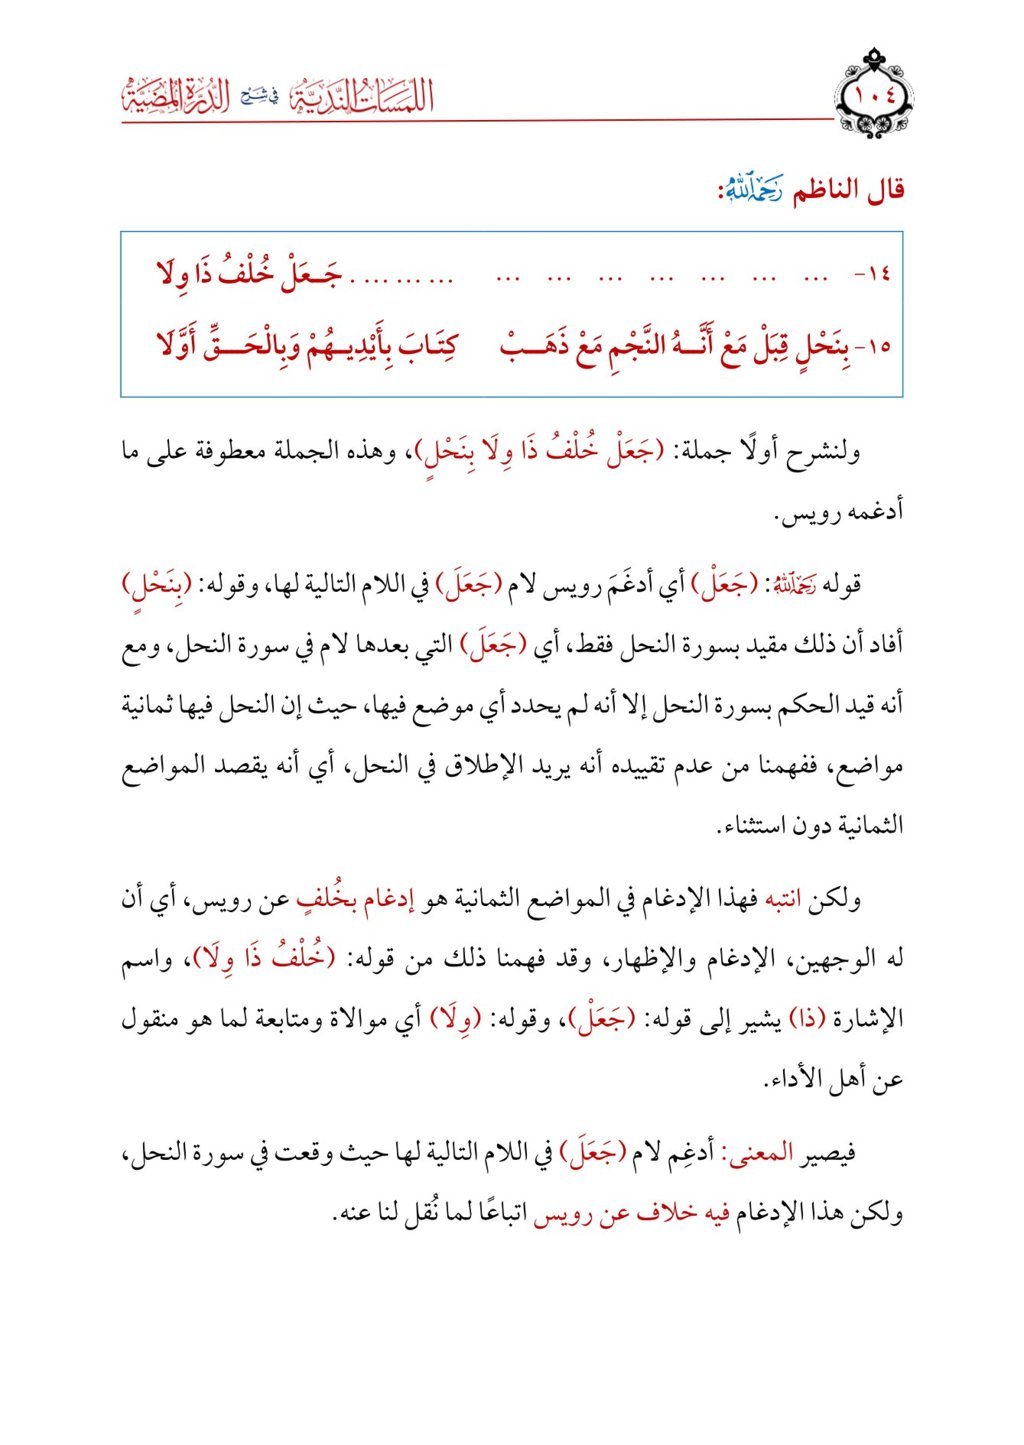 ١٠٤
اللمسات الندية في شرح الدرة المضية
قال الناظم رَحِمَهُ ٱللَّهُ:
١٤- ... ... ... ... ... ... ... ... ... ... . جَـعَلْ خُلْفُ ذَا وِلَا
١٥- بِنَحْلٍ قِبَلْ مَعْ أَنَّـهُ النَّجْمِ مَعْ ذَهَـبْ كِتَـابَ بِأَيْدِيـهُمْ وَبِالْحَـقِّ أَوَّلَا
ولنشرح أولًا جملة: (جَعَلْ خُلْفُ ذَا وِلَا بِنَحْلٍ)، وهذه الجملة معطوفة على ما
أدغمه رويس.
قوله رَحِمَهُ ٱللَّهُ: (جَعَلْ) أي أدغَمَ رويس لام (جَعَلَ) في اللام التالية لها، وقوله: (بِنَحْلٍ)
أفاد أن ذلك مقيد بسورة النحل فقط، أي (جَعَلَ) التي بعدها لام في سورة النحل، ومع
أنه قيد الحكم بسورة النحل إلا أنه لم يحدد أي موضع فيها، حيث إن النحل فيها ثمانية
مواضع، ففهمنا من عدم تقييده أنه يريد الإطلاق في النحل، أي أنه يقصد المواضع
الثمانية دون استثناء.
ولكن انتبه فهذا الإدغام في المواضع الثمانية هو إدغام بخُلفٍ عن رويس، أي أن
له الوجهين، الإدغام والإظهار، وقد فهمنا ذلك من قوله: (خُلْفُ ذَا وِلَا)، واسم
الإشارة (ذا) يشير إلى قوله: (جَعَلْ)، وقوله: (وِلَا) أي موالاة ومتابعة لما هو منقول
عن أهل الأداء.
فيصير المعنى: أدغِم لام (جَعَلَ) في اللام التالية لها حيث وقعت في سورة النحل،
ولكن هذا الإدغام فيه خلاف عن رويس اتباعًا لما نُقل لنا عنه.